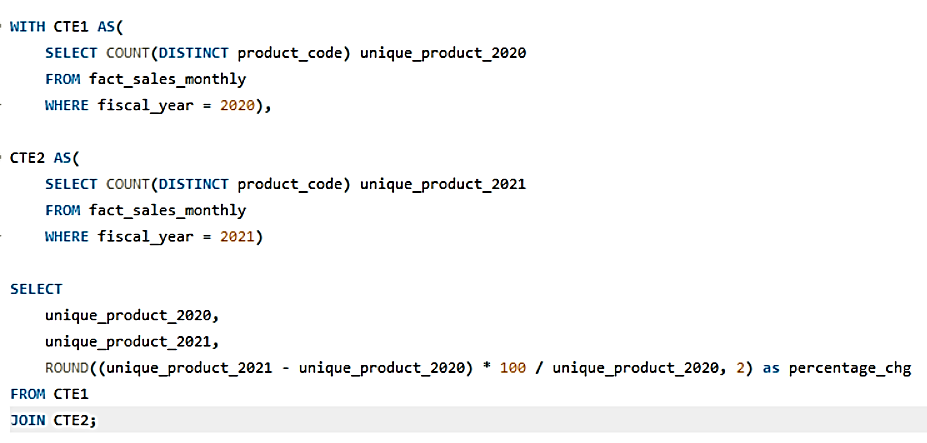 WITH CTE1 AS(
SELECT COUNT(DISTINCT product_code) unique_product_2020
FROM fact_sales_monthly
WHERE fiscal_year = 2020),
CTE2 AS(
SELECT COUNT(DISTINCT product_code) unique_product_2021
FROM fact_sales_monthly
WHERE fiscal_year = 2021)
SELECT
unique_product_2020,
unique_product_2021,
ROUND((unique_product_2021 - unique_product_2020) * 100 / unique_product_2020, 2) as percentage_chg
FROM CTE1
JOIN CTE2;